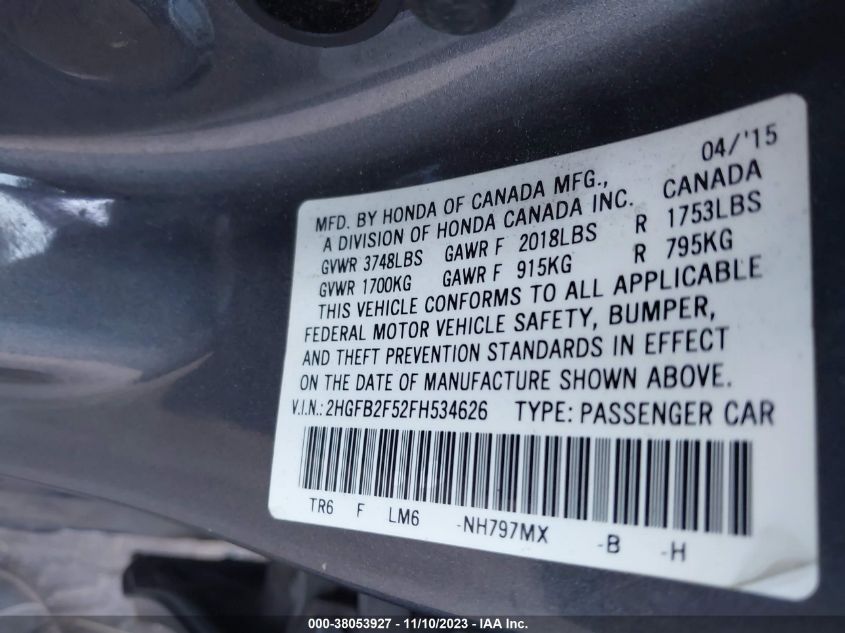 04/'15
MFD. BY HONDA OF CANADA MFG.,
A DIVISION OF HONDA CANADA INC. CANADA
GVWR 3748LBS GAWR F 2018LBS R 1753LBS
GVWR 1700KG GAWR F 915KG R 795KG
THIS VEHICLE CONFORMS TO ALL APPLICABLE
FEDERAL MOTOR VEHICLE SAFETY, BUMPER,
AND THEFT PREVENTION STANDARDS IN EFFECT
ON THE DATE OF MANUFACTURE SHOWN ABOVE.
V.I.N.: 2HGFB2F52FH534626 TYPE: PASSENGER CAR
TR6 F LM6 -NH797MX -B -H
000-38053927 - 11/10/2023 - IAA Inc.